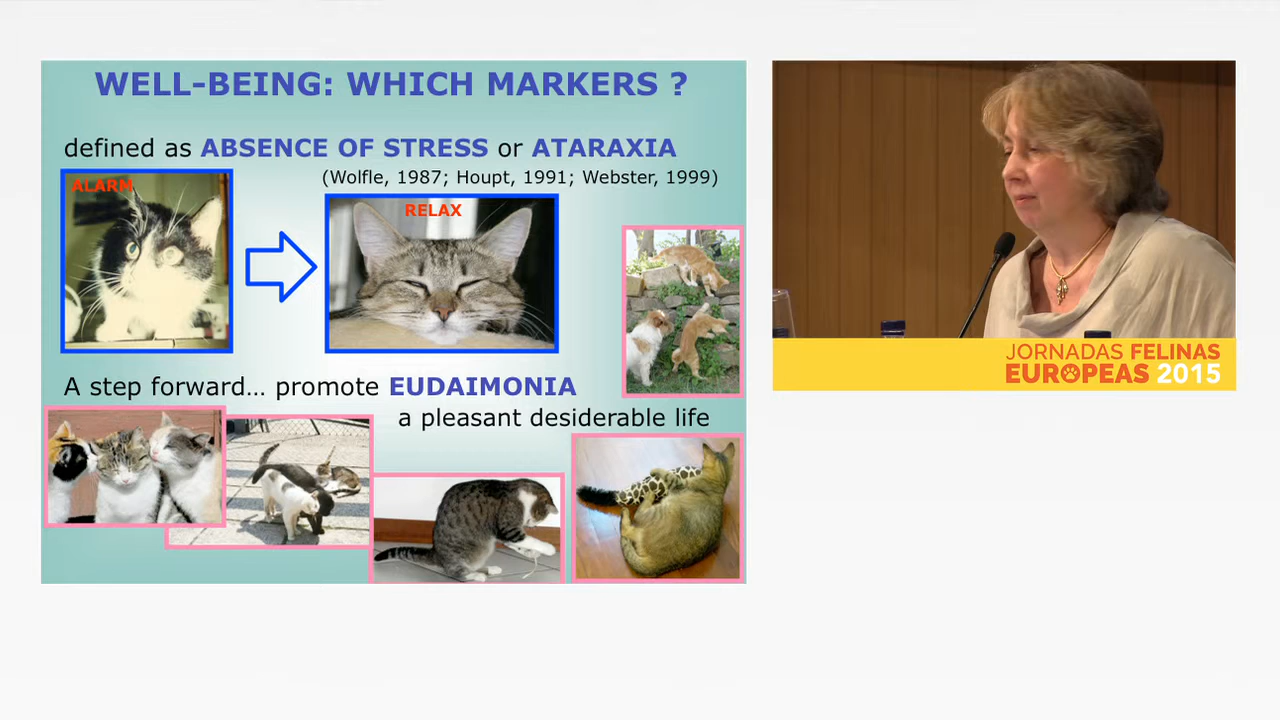 WELL-BEING: WHICH MARKERS ?
defined as ABSENCE OF STRESS or ATARAXIA
(Wolfle, 1987; Houpt, 1991; Webster, 1999)
ALARM
RELAX
A step forward... promote EUDAIMONIA
a pleasant desiderable life
JORNADAS FELINAS
EUROPEAS 2015